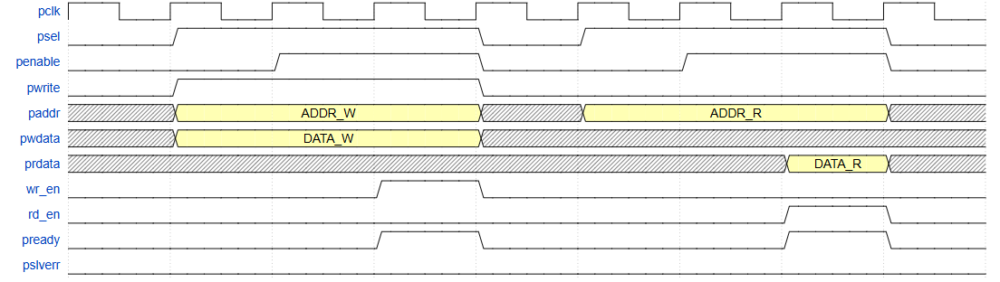 pclk
psel
penable
pwrite
paddr ADDR_W ADDR_R
pwdata DATA_W
prdata DATA_R
wr_en
rd_en
pready
pslverr